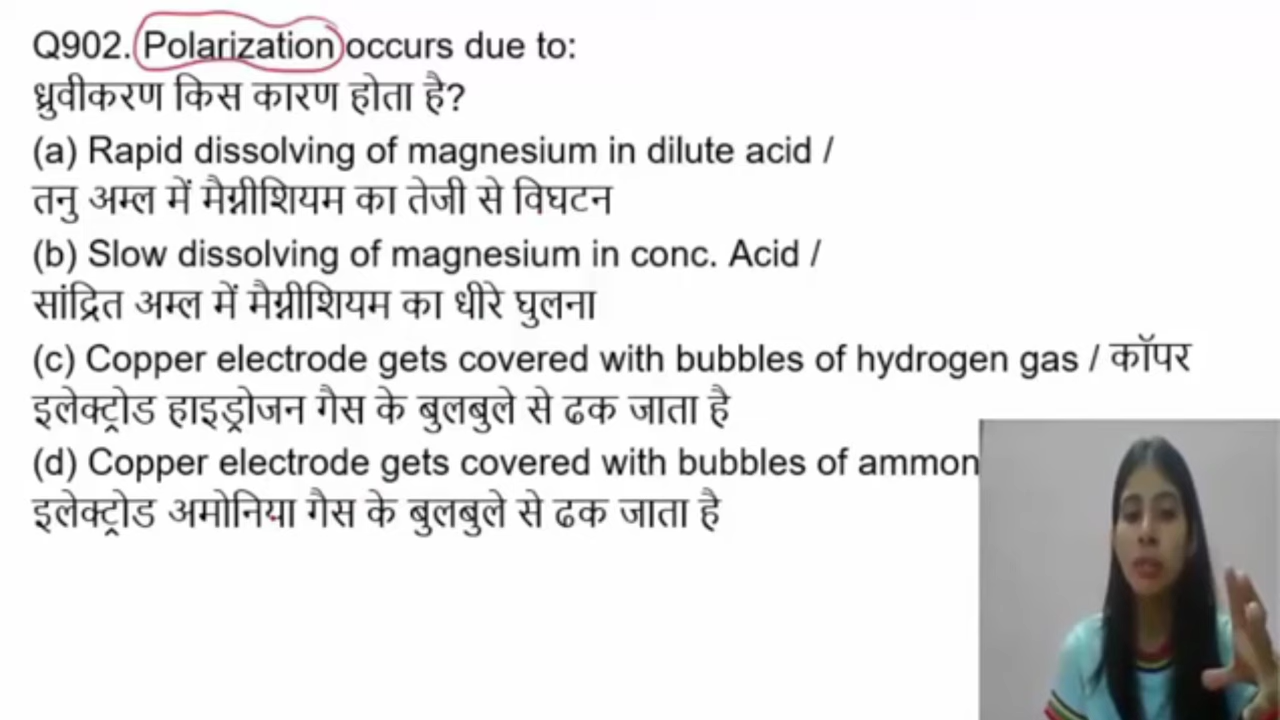 Q902. Polarization occurs due to:
ध्रुवीकरण किस कारण होता है?
(a) Rapid dissolving of magnesium in dilute acid /
तनु अम्ल में मैग्नीशियम का तेजी से विघटन
(b) Slow dissolving of magnesium in conc. Acid /
सांद्रित अम्ल में मैग्नीशियम का धीरे घुलना
(c) Copper electrode gets covered with bubbles of hydrogen gas / कॉपर
इलेक्ट्रोड हाइड्रोजन गैस के बुलबुले से ढक जाता है
(d) Copper electrode gets covered with bubbles of ammon
इलेक्ट्रोड अमोनिया गैस के बुलबुले से ढक जाता है